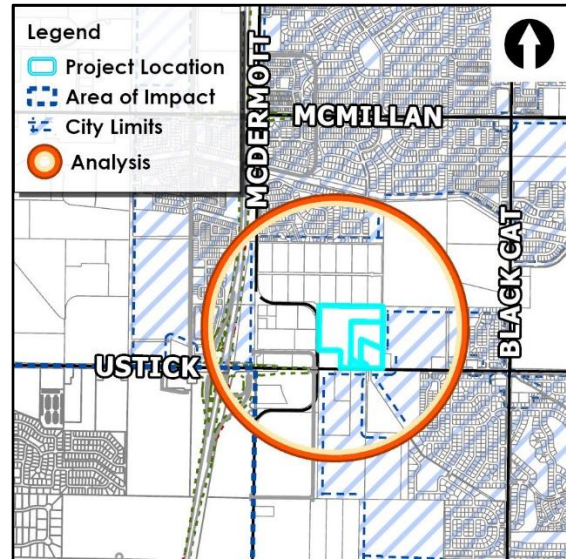 Legend
Project Location
Area of Impact
City Limits
Analysis
MCDERMOTT
MCMILLAN
BLACK CAT
USTICK